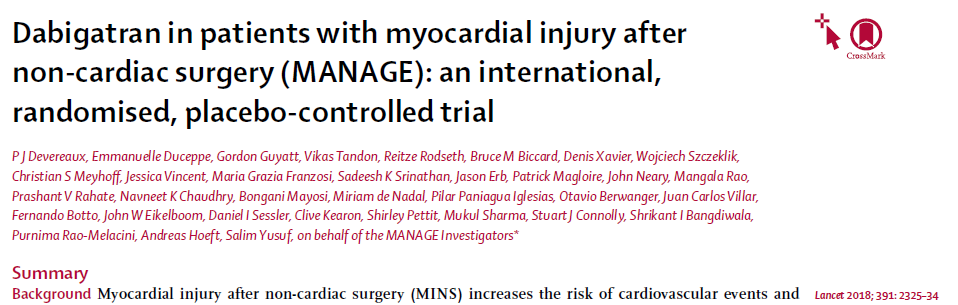 Dabigatran in patients with myocardial injury after
non-cardiac surgery (MANAGE): an international,
randomised, placebo-controlled trial
CrossMark
P J Devereaux, Emmanuelle Duceppe, Gordon Guyatt, Vikas Tandon, Reitze Rodseth, Bruce M Biccard, Denis Xavier, Wojciech Szczeklik,
Christian S Meyhoff, Jessica Vincent, Maria Grazia Franzosi, Sadeesh K Srinathan, Jason Erb, Patrick Magloire, John Neary, Mangala Rao,
Prashant V Rahate, Navneet K Chaudhry, Bongani Mayosi, Miriam de Nadal, Pilar Paniagua Iglesias, Otavio Berwanger, Juan Carlos Villar,
Fernando Botto, John W Eikelboom, Daniel I Sessler, Clive Kearon, Shirley Pettit, Mukul Sharma, Stuart J Connolly, Shrikant I Bangdiwala,
Purnima Rao-Melacini, Andreas Hoeft, Salim Yusuf, on behalf of the MANAGE Investigators*
Summary
Background Myocardial injury after non-cardiac surgery (MINS) increases the risk of cardiovascular events and
Lancet 2018; 391: 2325–34